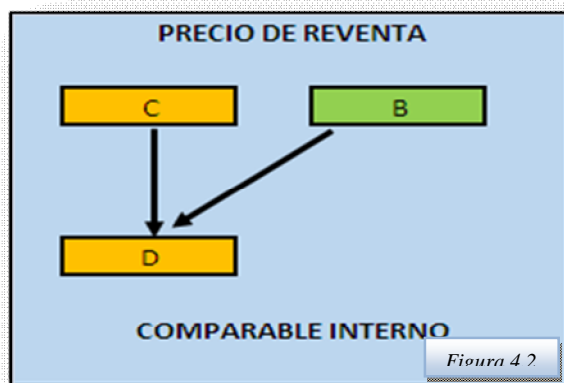 PRECIO DE REVENTA
C
B
D
COMPARABLE INTERNO
Figura 4.2